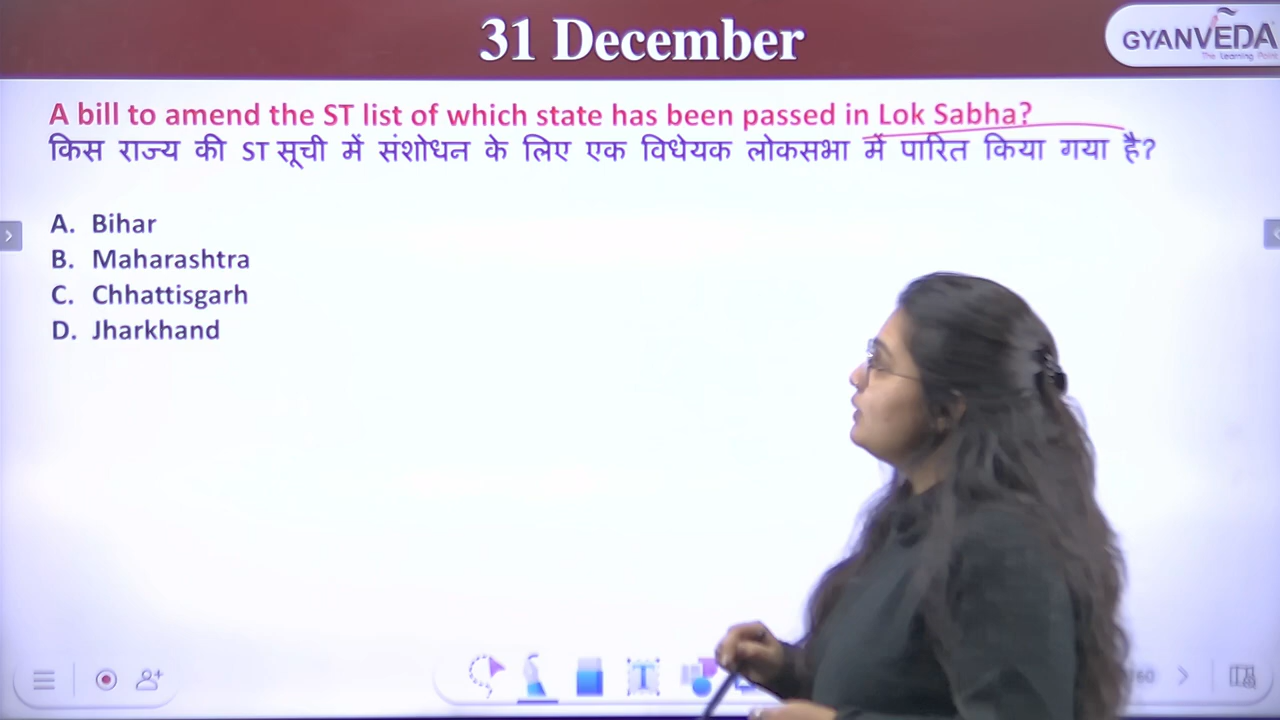 31 December
GYANVEDA
The Learning Point
A bill to amend the ST list of which state has been passed in Lok Sabha?
किस राज्य की ST सूची में संशोधन के लिए एक विधेयक लोकसभा में पारित किया गया है?
A. Bihar
B. Maharashtra
C. Chhattisgarh
D. Jharkhand
T